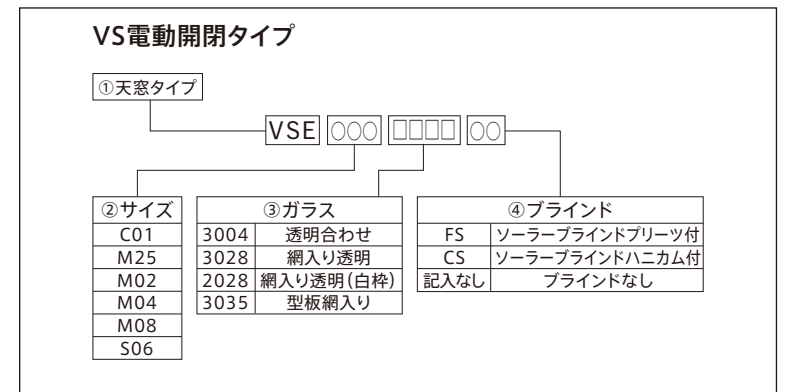 VS電動開閉タイプ
①天窓タイプ
VSE ○○○ □□□□ ○○
②サイズ
C01
M25
M02
M04
M08
S06
③ガラス
3004 透明合わせ
3028 網入り透明
2028 網入り透明(白枠)
3035 型板網入り
④ブラインド
FS ソーラーブラインドプリーツ付
CS ソーラーブラインドハニカム付
記入なし ブラインドなし